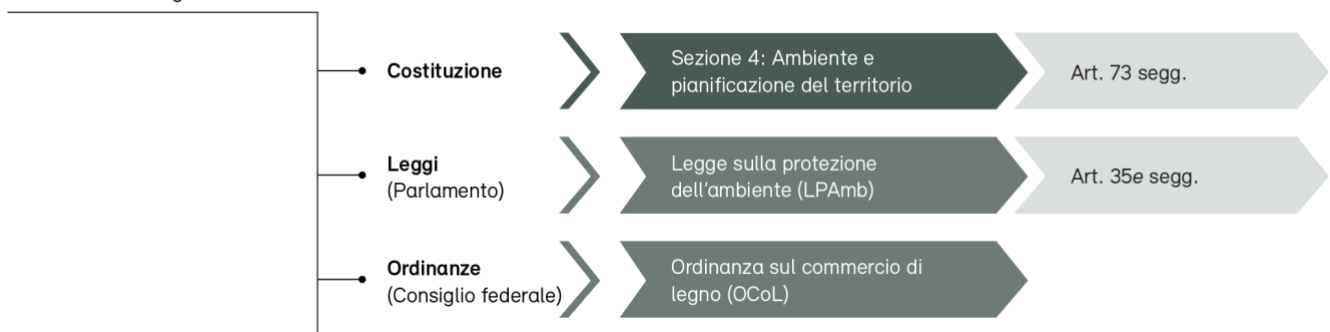 Costituzione
Sezione 4: Ambiente e
pianificazione del territorio
Art. 73 segg.
Leggi
(Parlamento)
Legge sulla protezione
dell'ambiente (LPAmb)
Art. 35e segg.
Ordinanze
(Consiglio federale)
Ordinanza sul commercio di
legno (OCoL)